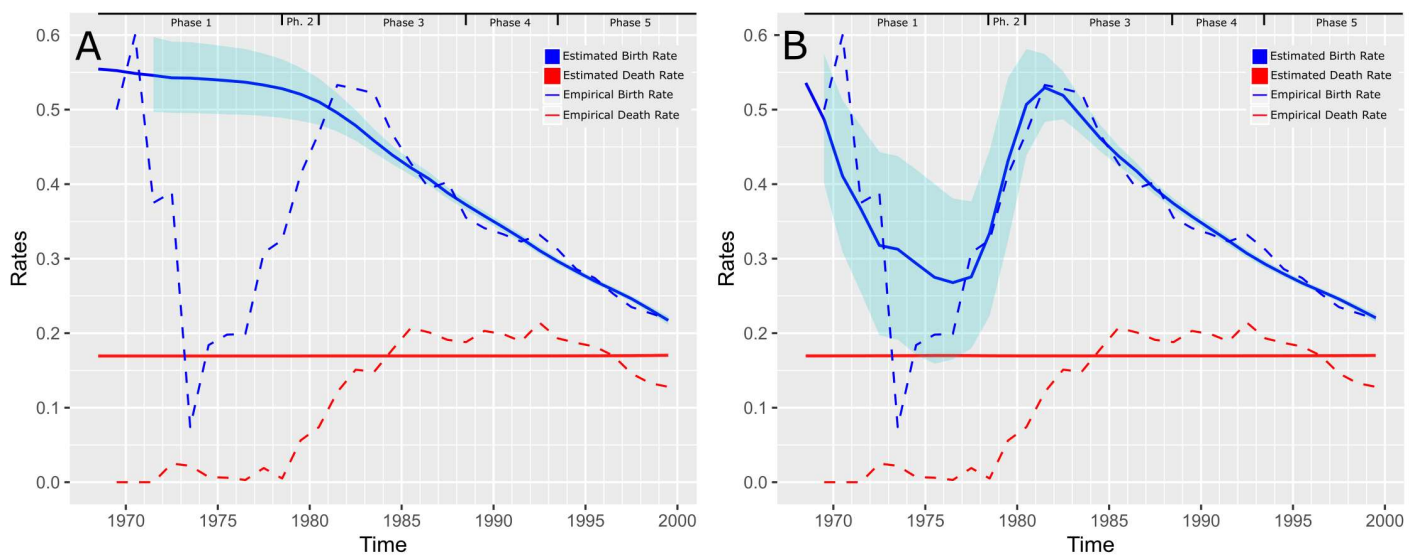 Phase 1 Ph. 2 Phase 3 Phase 4 Phase 5
A
Estimated Birth Rate
Estimated Death Rate
Empirical Birth Rate
Empirical Death Rate
0.6
0.5
0.4
0.3
0.2
0.1
0.0
Rates
1970 1975 1980 1985 1990 1995 2000
Time
Phase 1 Ph. 2 Phase 3 Phase 4 Phase 5
B
Estimated Birth Rate
Estimated Death Rate
Empirical Birth Rate
Empirical Death Rate
0.6
0.5
0.4
0.3
0.2
0.1
0.0
Rates
1970 1975 1980 1985 1990 1995 2000
Time